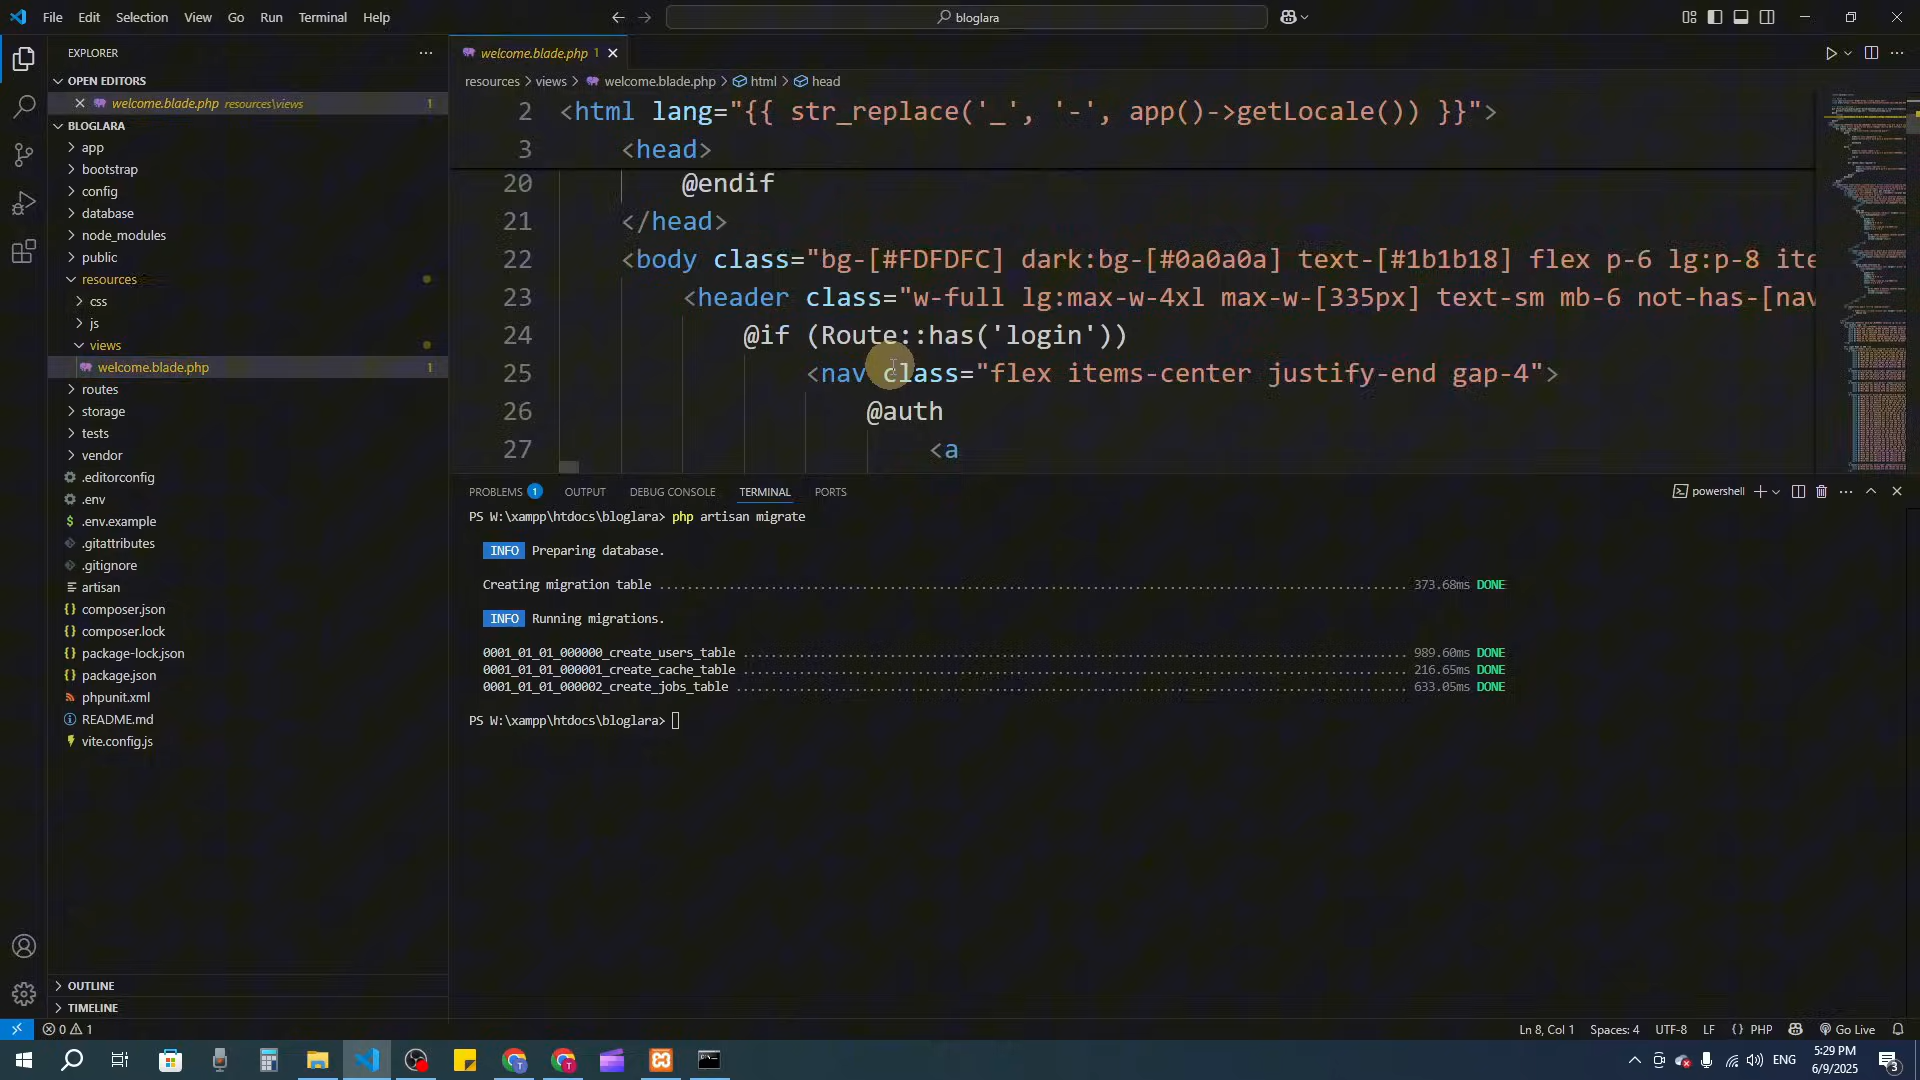 File Edit Selection View Go Run Terminal Help
bloglara
EXPLORER
OPEN EDITORS
welcome.blade.php resources\views 1
BLOGLARA
app
bootstrap
config
database
node_modules
public
resources
css
js
views
welcome.blade.php 1
routes
storage
tests
vendor
.editorconfig
.env
$ .env.example
.gitattributes
.gitignore
artisan
{} composer.json
{} composer.lock
{} package-lock.json
{} package.json
phpunit.xml
README.md
vite.config.js
OUTLINE
TIMELINE
welcome.blade.php 1
resources > views > welcome.blade.php > html > head
2 <html lang="{{ str_replace('_', '-', app()->getLocale()) }}">
3 <head>
20 @endif
21 </head>
22 <body class="bg-[#FDFDFC] dark:bg-[#0a0a0a] text-[#1b1b18] flex p-6 lg:p-8 ite
23 <header class="w-full lg:max-w-4xl max-w-[335px] text-sm mb-6 not-has-[nav
24 @if (Route::has('login'))
25 <nav class="flex items-center justify-end gap-4">
26 @auth
27 <a
PROBLEMS 1 OUTPUT DEBUG CONSOLE TERMINAL PORTS
powershell
PS W:\xampp\htdocs\bloglara> php artisan migrate
INFO Preparing database.
Creating migration table ........ 373.68ms DONE
INFO Running migrations.
0001_01_01_000000_create_users_table ........ 989.60ms DONE
0001_01_01_000001_create_cache_table ........ 216.65ms DONE
0001_01_01_000002_create_jobs_table ........ 633.05ms DONE
PS W:\xampp\htdocs\bloglara>
0 1
Ln 8, Col 1 Spaces: 4 UTF-8 LF {} PHP Go Live
ENG
5:29 PM
6/9/2025
3